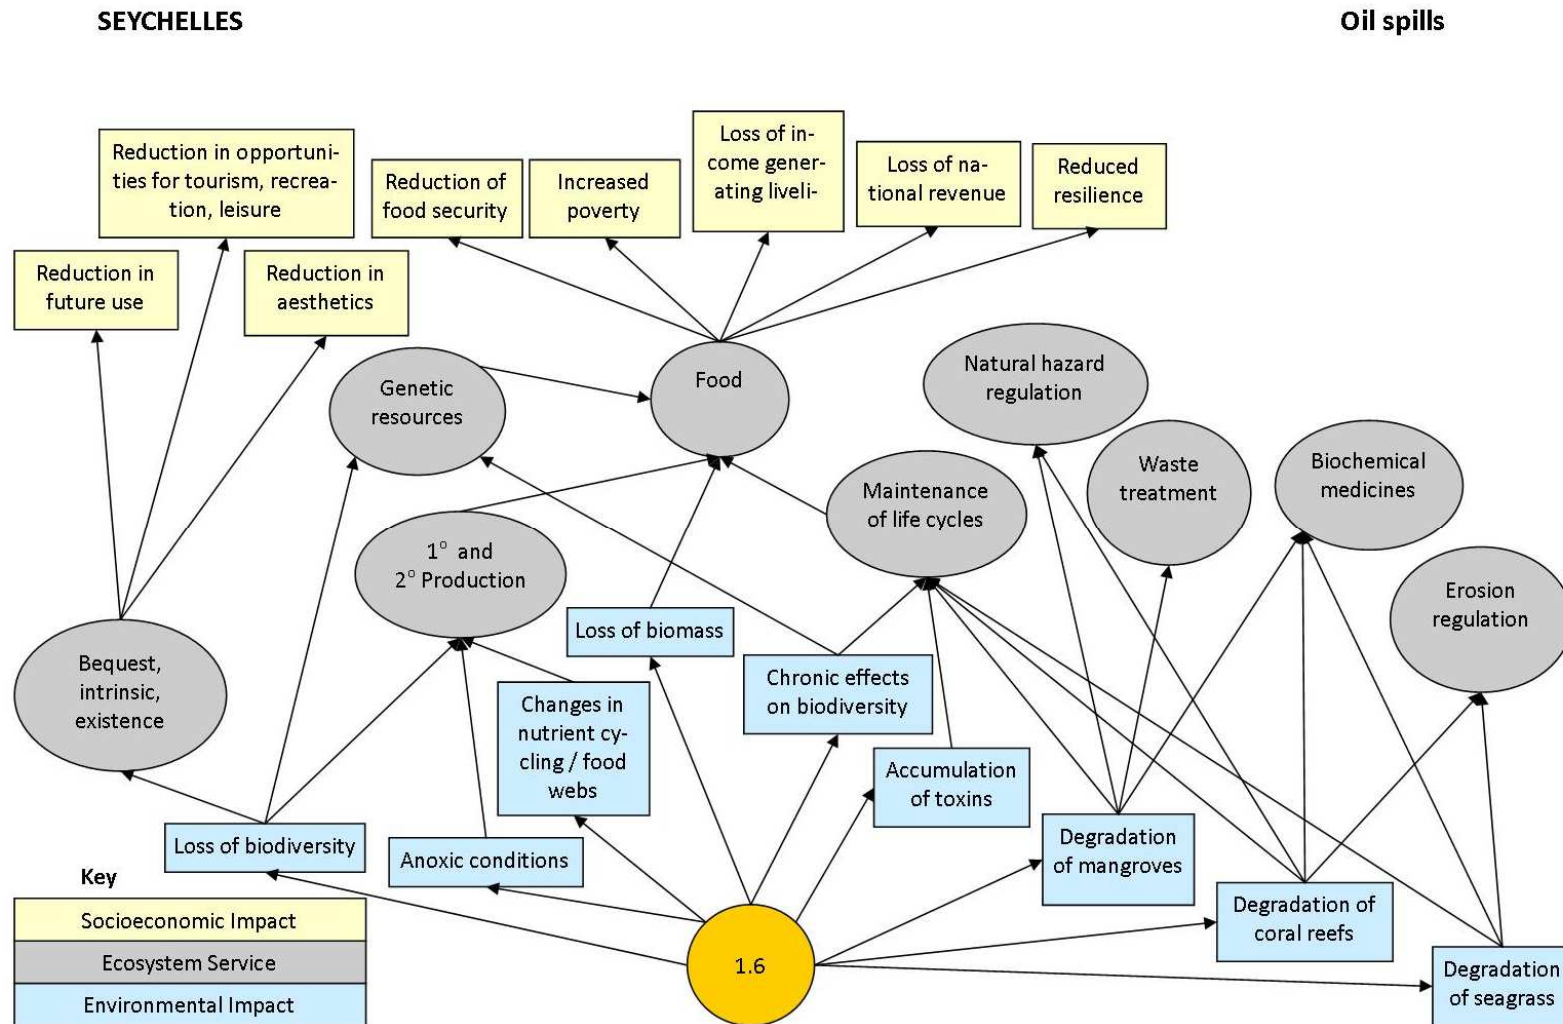 SEYCHELLES
Oil spills
Reduction in opportuni-
ties for tourism, recrea-
tion, leisure
Reduction of
food security
Increased
poverty
Loss of in-
come gener-
ating liveli-
Loss of na-
tional revenue
Reduced
resilience
Reduction in
future use
Reduction in
aesthetics
Genetic
resources
Food
Natural hazard
regulation
Waste
treatment
Biochemical
medicines
Maintenance
of life cycles
1° and
2° Production
Erosion
regulation
Bequest,
intrinsic,
existence
Loss of biomass
Chronic effects
on biodiversity
Changes in
nutrient cy-
cling / food
webs
Accumulation
of toxins
Loss of biodiversity
Anoxic conditions
Degradation
of mangroves
Degradation of
coral reefs
Degradation
of seagrass
1.6
Key
Socioeconomic Impact
Ecosystem Service
Environmental Impact